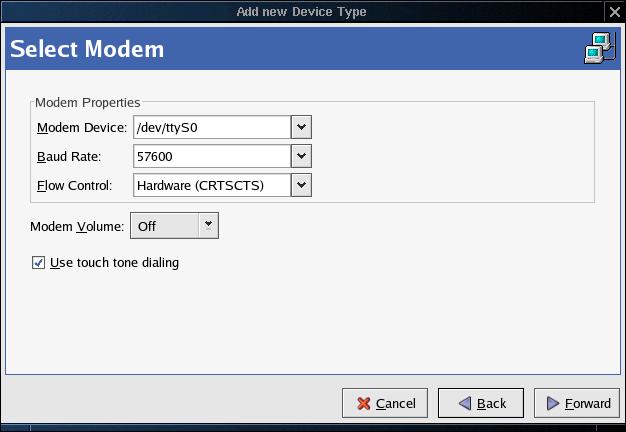 Add new Device Type
Select Modem
Modem Properties
Modem Device: /dev/ttyS0
Baud Rate: 57600
Flow Control: Hardware (CRTSCTS)
Modem Volume: Off
Use touch tone dialing
Cancel Back Forward